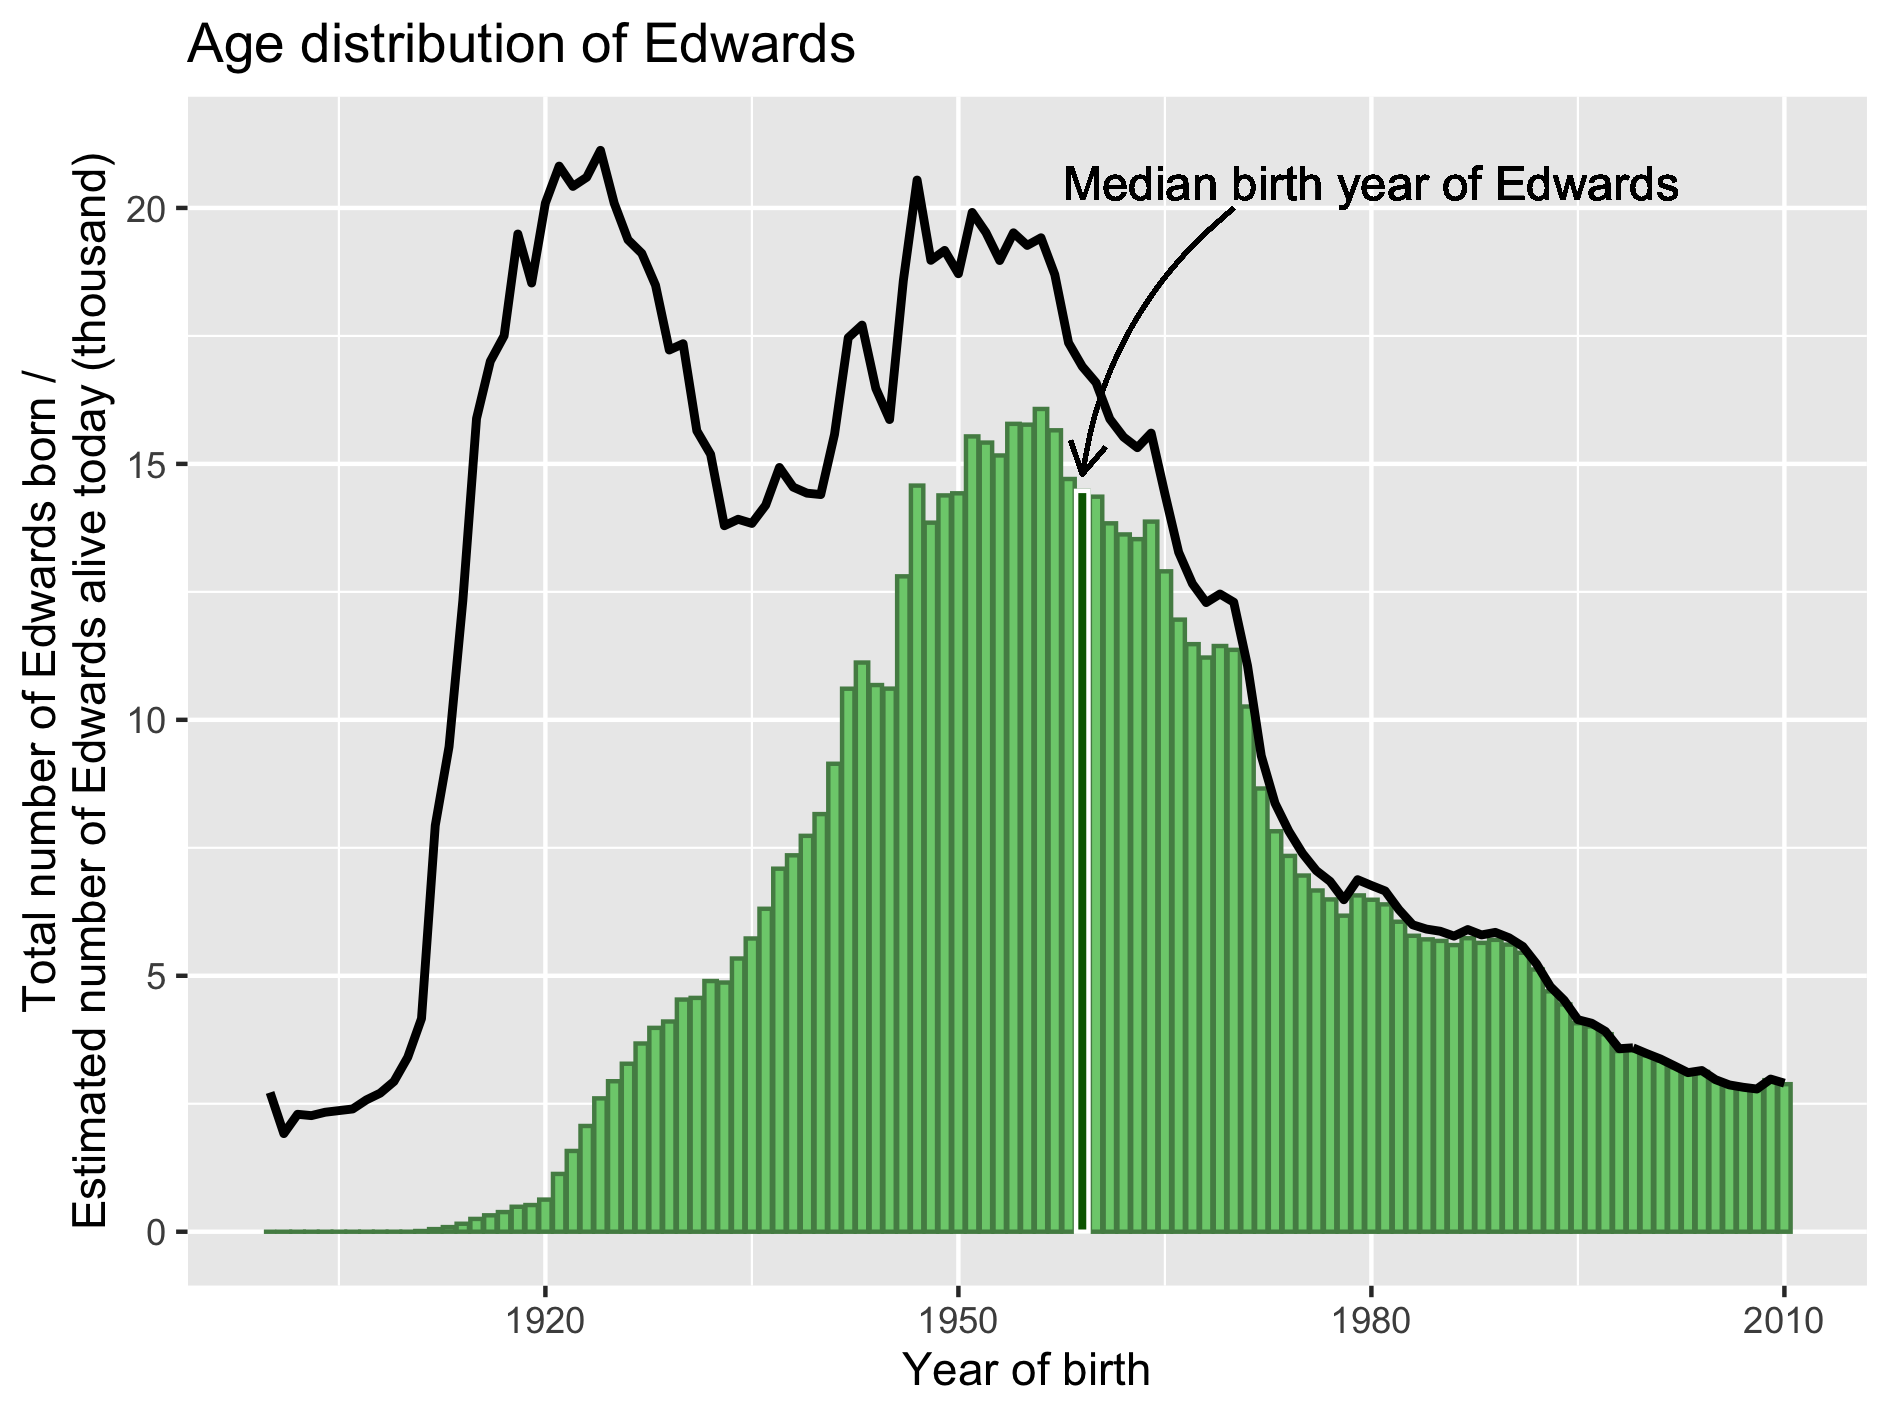 Age distribution of Edwards
Total number of Edwards born /
Estimated number of Edwards alive today (thousand)
20
15
10
5
0
Median birth year of Edwards
1920 1950 1980 2010
Year of birth